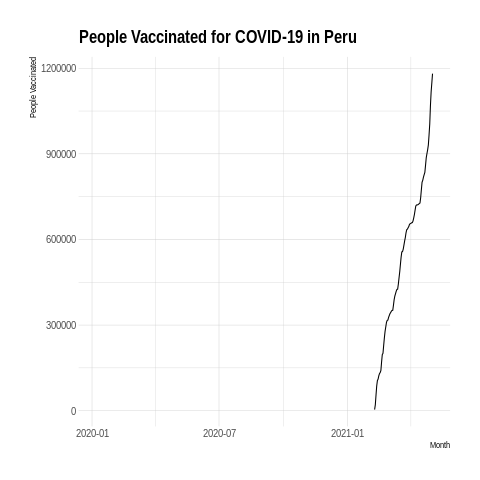 People Vaccinated for COVID-19 in Peru
People Vaccinated
1200000
900000
600000
300000
0
2020-01
2020-07
2021-01
Month